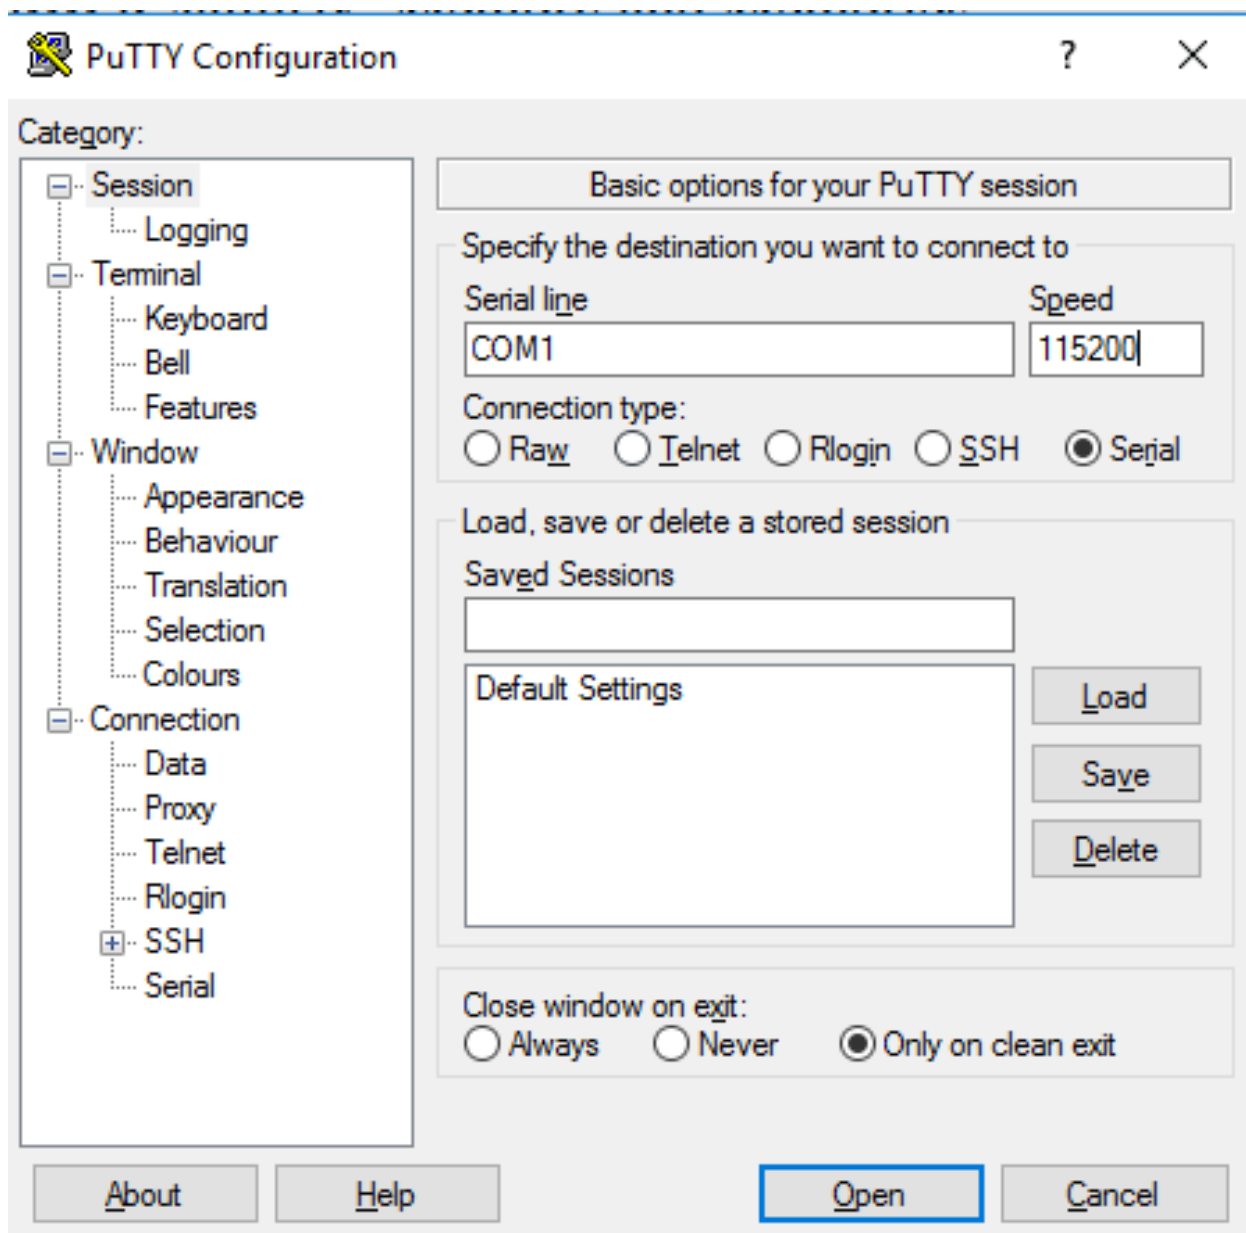 PuTTY Configuration ? ×
Category:
Session
Logging
Terminal
Keyboard
Bell
Features
Window
Appearance
Behaviour
Translation
Selection
Colours
Connection
Data
Proxy
Telnet
Rlogin
SSH
Serial
Basic options for your PuTTY session
Specify the destination you want to connect to
Serial line Speed
COM1 115200
Connection type:
Raw Telnet Rlogin SSH Serial
Load, save or delete a stored session
Saved Sessions
Default Settings
Load
Save
Delete
Close window on exit:
Always Never Only on clean exit
About Help Open Cancel